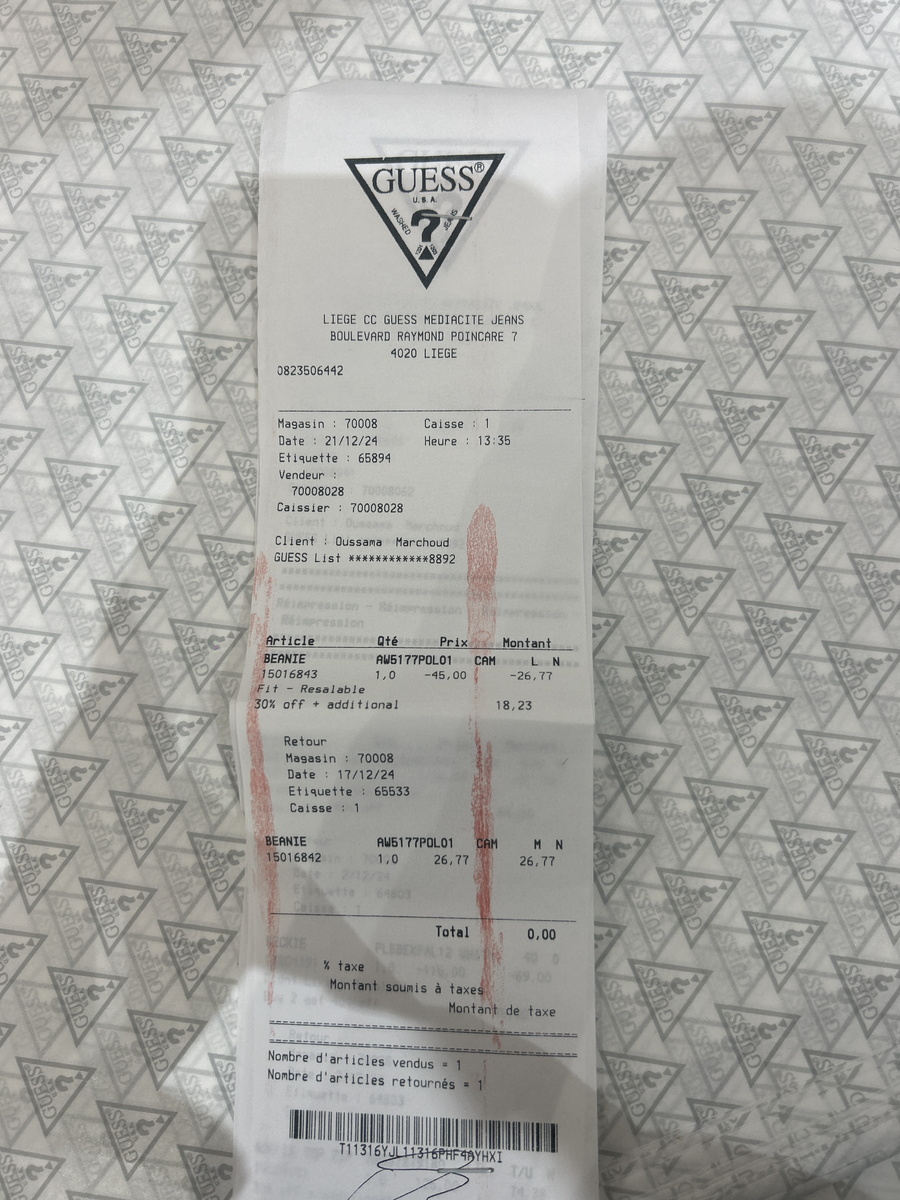 GUESS®
U.S.A.
WASHED ? JEANS
LIEGE CC GUESS MEDIACITE JEANS
BOULEVARD RAYMOND POINCARE 7
4020 LIEGE
0823506442
Magasin : 70008 Caisse : 1
Date : 21/12/24 Heure : 13:35
Etiquette : 65894
Vendeur :
70008028
Caissier : 70008028
Client : Oussama Marchoud
GUESS List ************8892
Article Qté Prix Montant
BEANIE AW5177POL01 CAM L N
15016843 1,0 -45,00 -26,77
Fit - Resalable
30% off + additional 18,23
Retour
Magasin : 70008
Date : 17/12/24
Etiquette : 65533
Caisse : 1
BEANIE AW5177POL01 CAM M N
15016842 1,0 26,77 26,77
Total 0,00
% taxe
Montant soumis à taxes
Montant de taxe
Nombre d'articles vendus = 1
Nombre d'articles retournés = 1
T11316YJL11316PHF4AYHXI